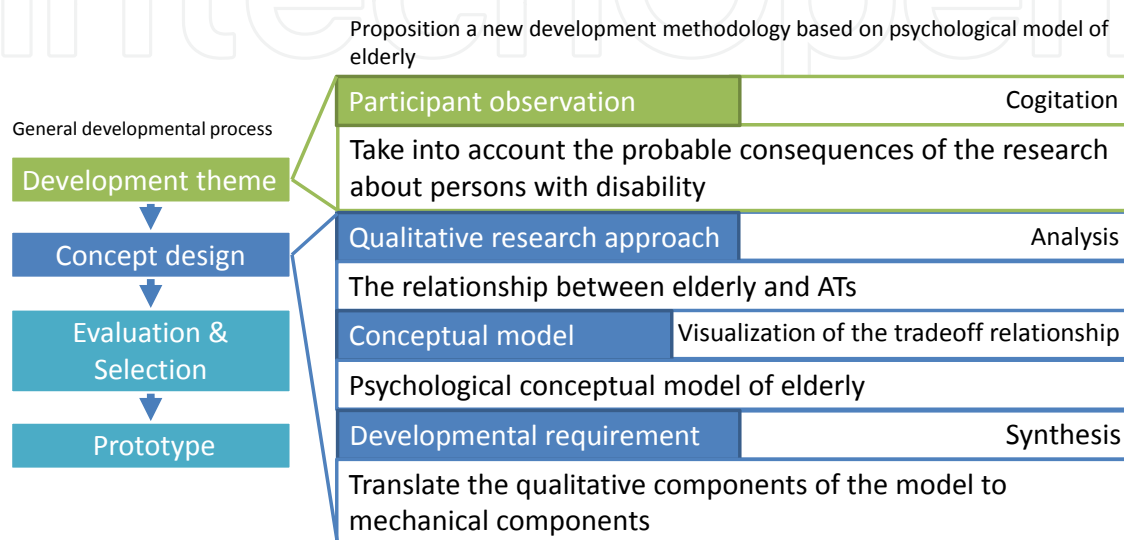 intechopen
Proposition a new development methodology based on psychological model of
elderly
General developmental process
Development theme
Concept design
Evaluation &
Selection
Prototype
Participant observation
Cogitation
Take into account the probable consequences of the research
about persons with disability
Qualitative research approach
Analysis
The relationship between elderly and ATs
Conceptual model
Visualization of the tradeoff relationship
Psychological conceptual model of elderly
Developmental requirement
Synthesis
Translate the qualitative components of the model to
mechanical components